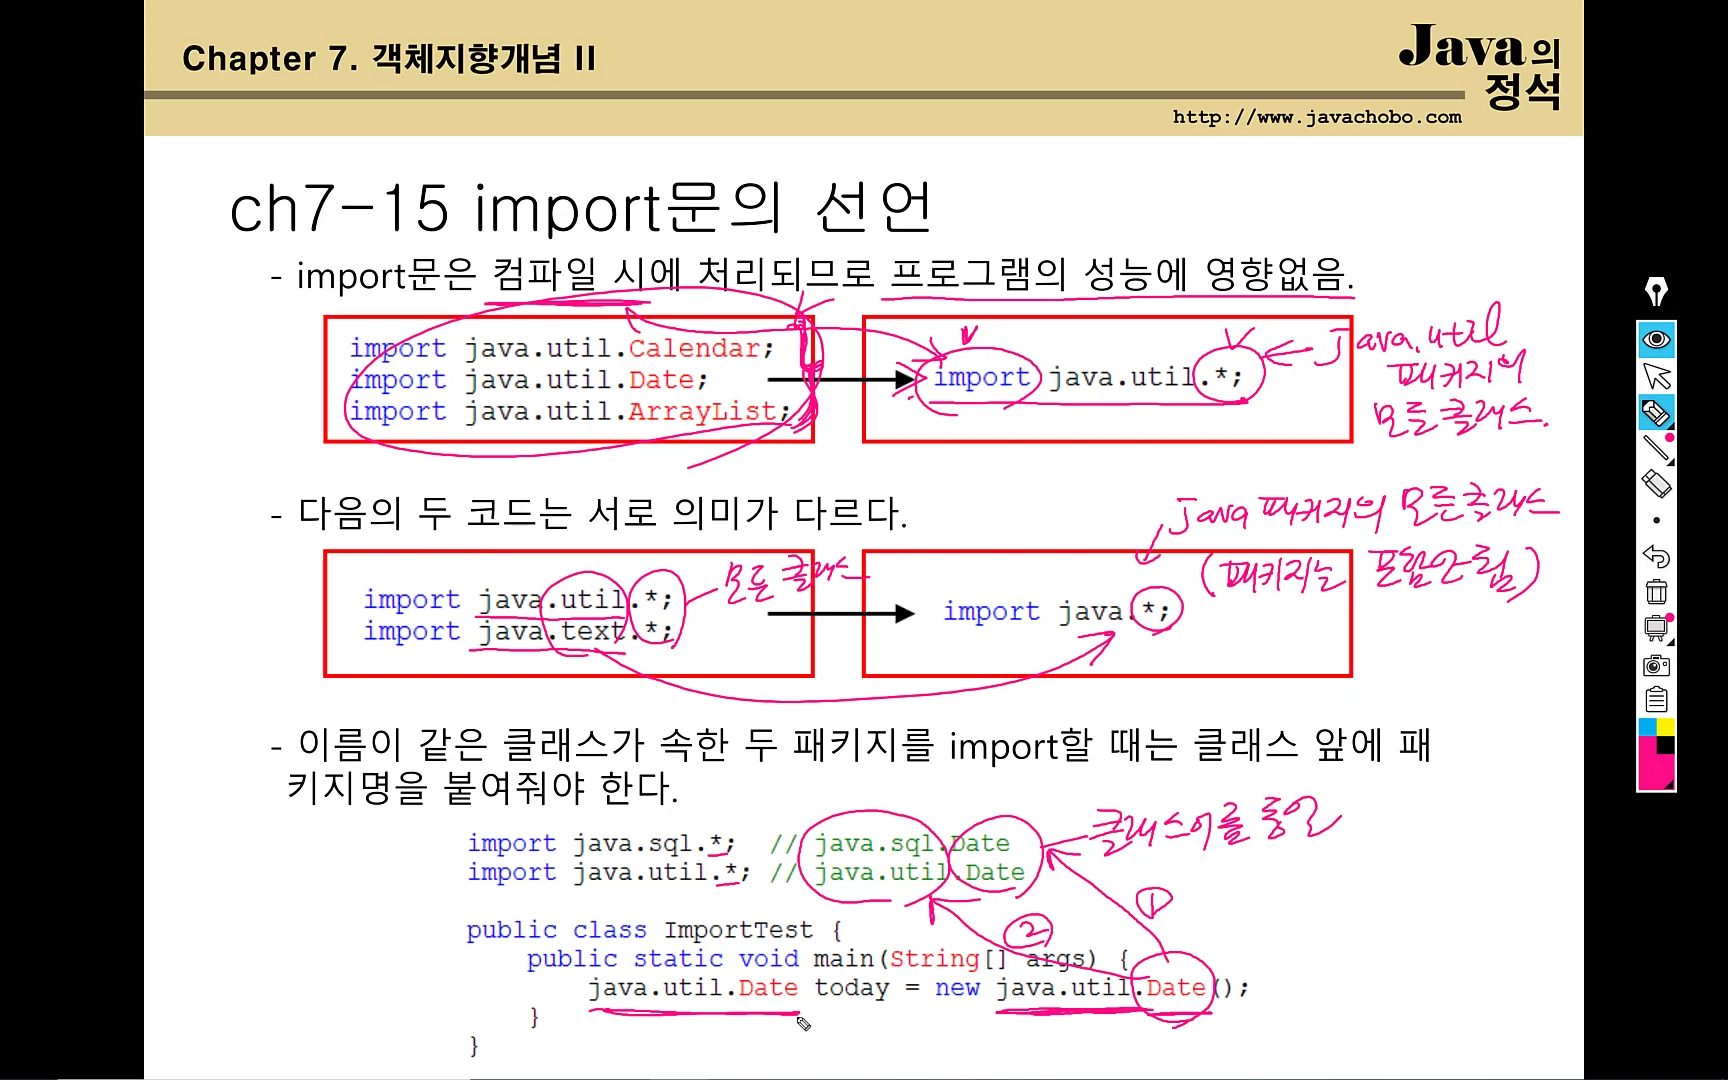 Chapter 7. 객체지향개념 II
Java의
정석
http://www.javachobo.com
ch7-15 import문의 선언
- import문은 컴파일 시에 처리되므로 프로그램의 성능에 영향없음.
import java.util.Calendar;
import java.util.Date;
import java.util.ArrayList;
import java.util.*;
java.util
패키지의
모든클래스.
- 다음의 두 코드는 서로 의미가 다르다.
java 패키지의 모든클래스
(패키지는 포함안됨)
import java.util.*;
import java.text.*;
모든 클래스
import java.*;
- 이름이 같은 클래스가 속한 두 패키지를 import할 때는 클래스 앞에 패
키지명을 붙여줘야 한다.
import java.sql.*; // java.sql.Date
import java.util.*; // java.util.Date
클래스이름 동일
①
②
public class ImportTest {
public static void main(String[] args) {
java.util.Date today = new java.util.Date();
}
}